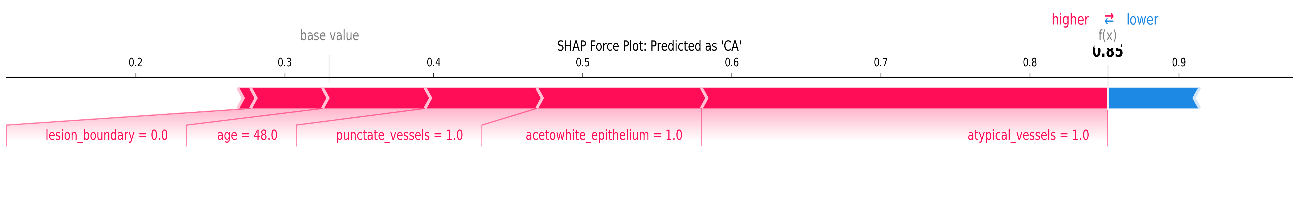 higher ⇄ lower
base value
f(x)
SHAP Force Plot: Predicted as 'CA'
0.85
0.2 0.3 0.4 0.5 0.6 0.7 0.8 0.9
lesion_boundary = 0.0 age = 48.0 punctate_vessels = 1.0 acetowhite_epithelium = 1.0 atypical_vessels = 1.0